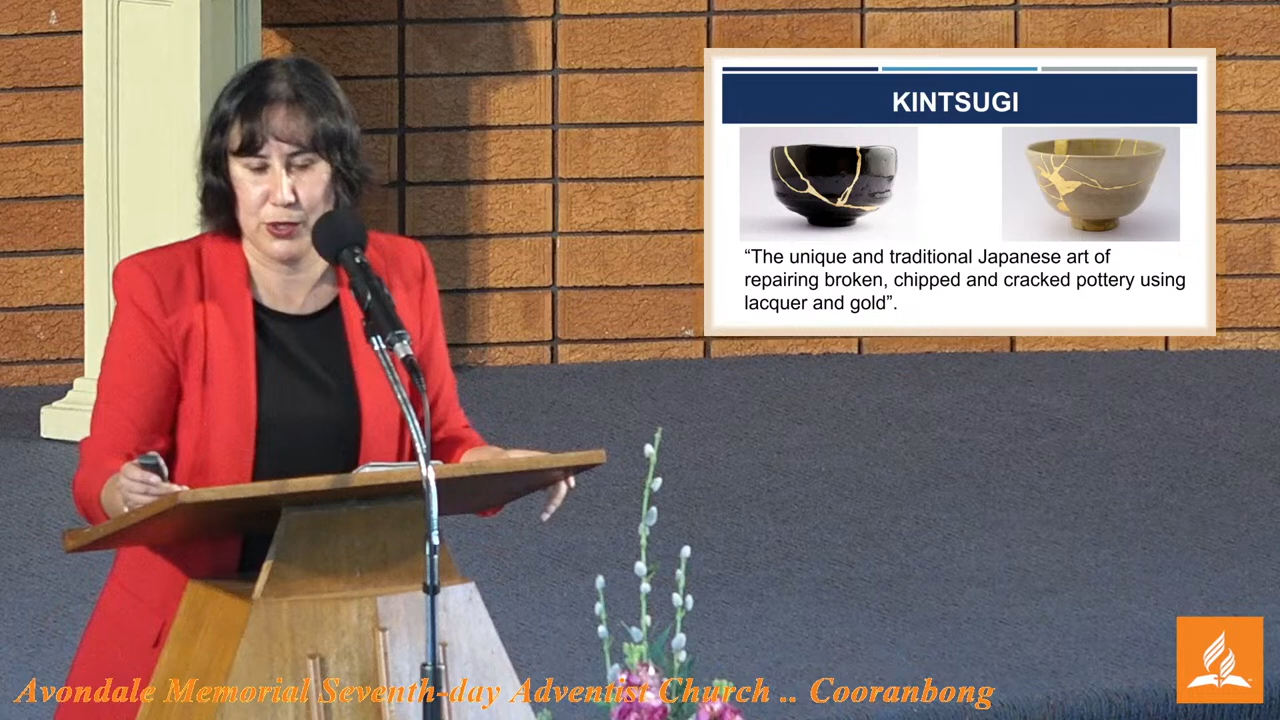 KINTSUGI
“The unique and traditional Japanese art of
repairing broken, chipped and cracked pottery using
lacquer and gold”.
Avondale Memorial Seventh-day Adventist Church .. Cooranbong